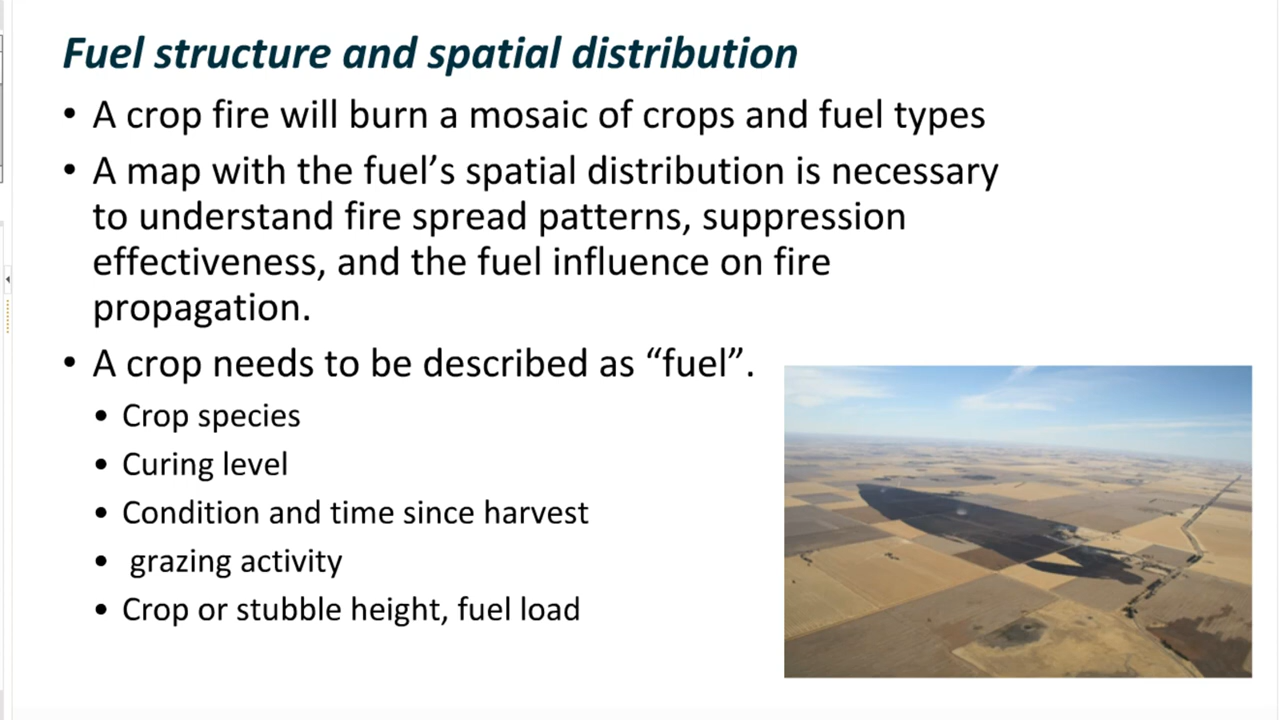 Fuel structure and spatial distribution
• A crop fire will burn a mosaic of crops and fuel types
• A map with the fuel’s spatial distribution is necessary
to understand fire spread patterns, suppression
effectiveness, and the fuel influence on fire
propagation.
• A crop needs to be described as “fuel”.
• Crop species
• Curing level
• Condition and time since harvest
• grazing activity
• Crop or stubble height, fuel load